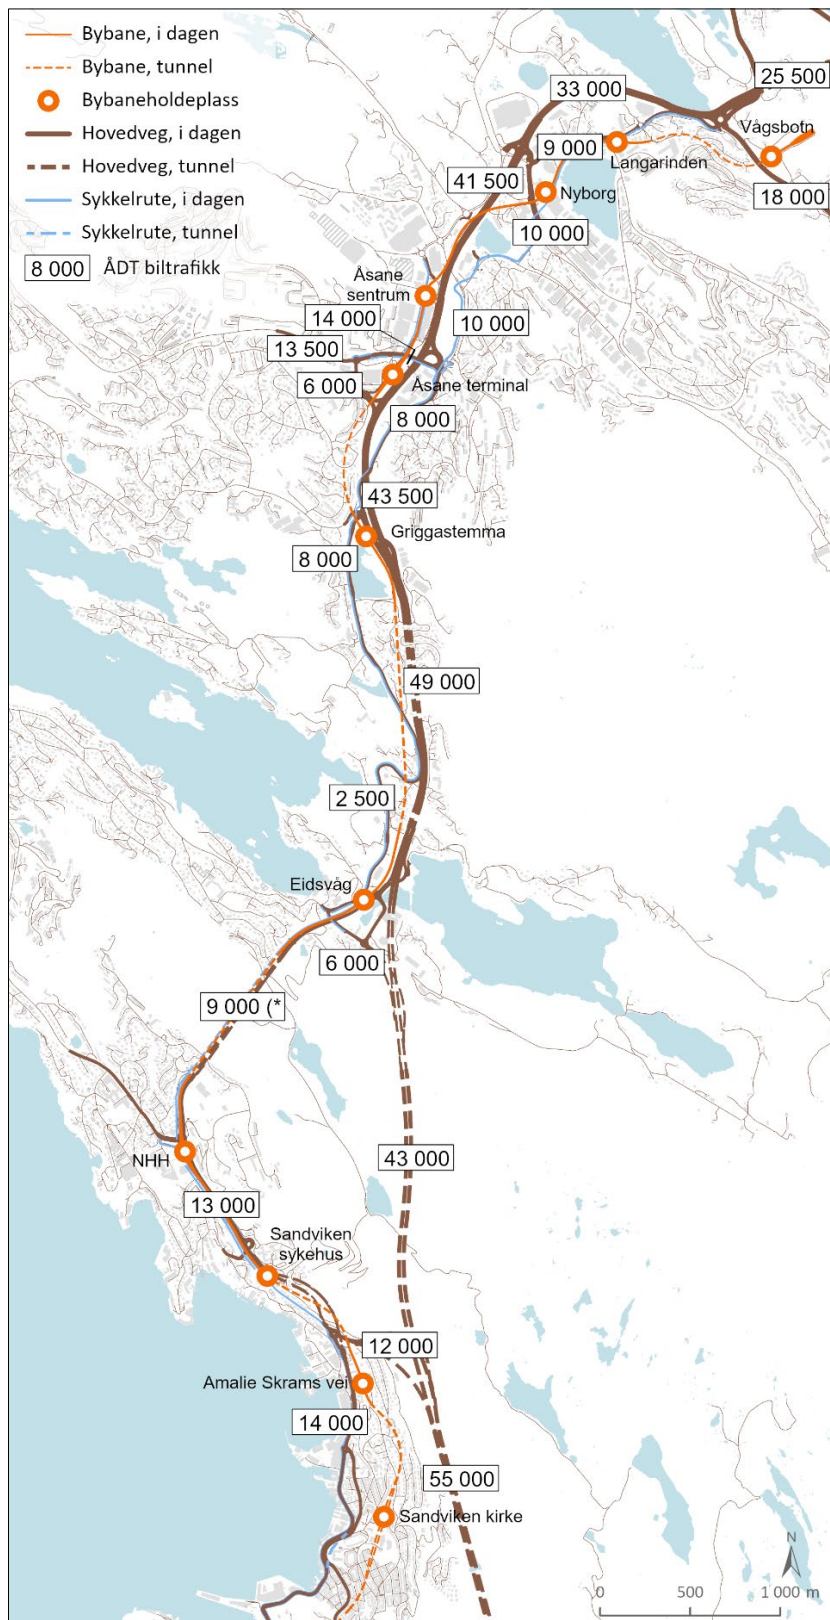 Bybane, i dagen
Bybane, tunnel
Bybaneholdeplass
Hovedveg, i dagen
Hovedveg, tunnel
Sykkelrute, i dagen
Sykkelrute, tunnel
8 000 ÅDT biltrafikk
25 500
33 000
Vågsbotn
9 000
Langarinden
41 500
Nyborg
18 000
10 000
Åsane
sentrum
14 000
10 000
13 500
6 000
Åsane terminal
8 000
43 500
Griggastemma
8 000
49 000
2 500
Eidsvåg
6 000
9 000 (*
NHH
43 000
13 000
Sandviken
sykehus
12 000
Amalie Skrams vei
14 000
55 000
Sandviken kirke
N
0 500 1 000 m